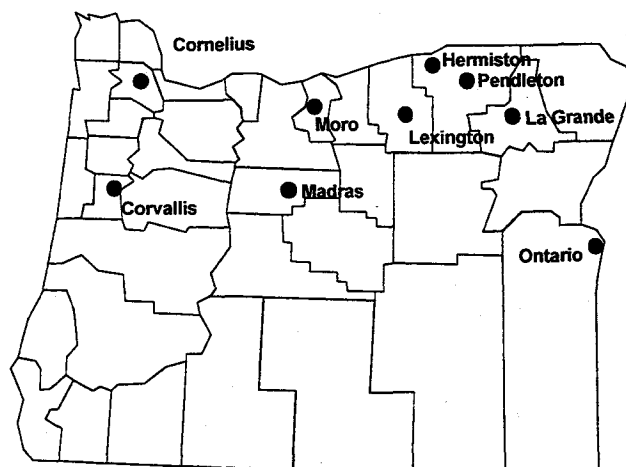 Cornelius
Hermiston
Pendleton
Moro
Lexington
La Grande
Madras
Corvallis
Ontario